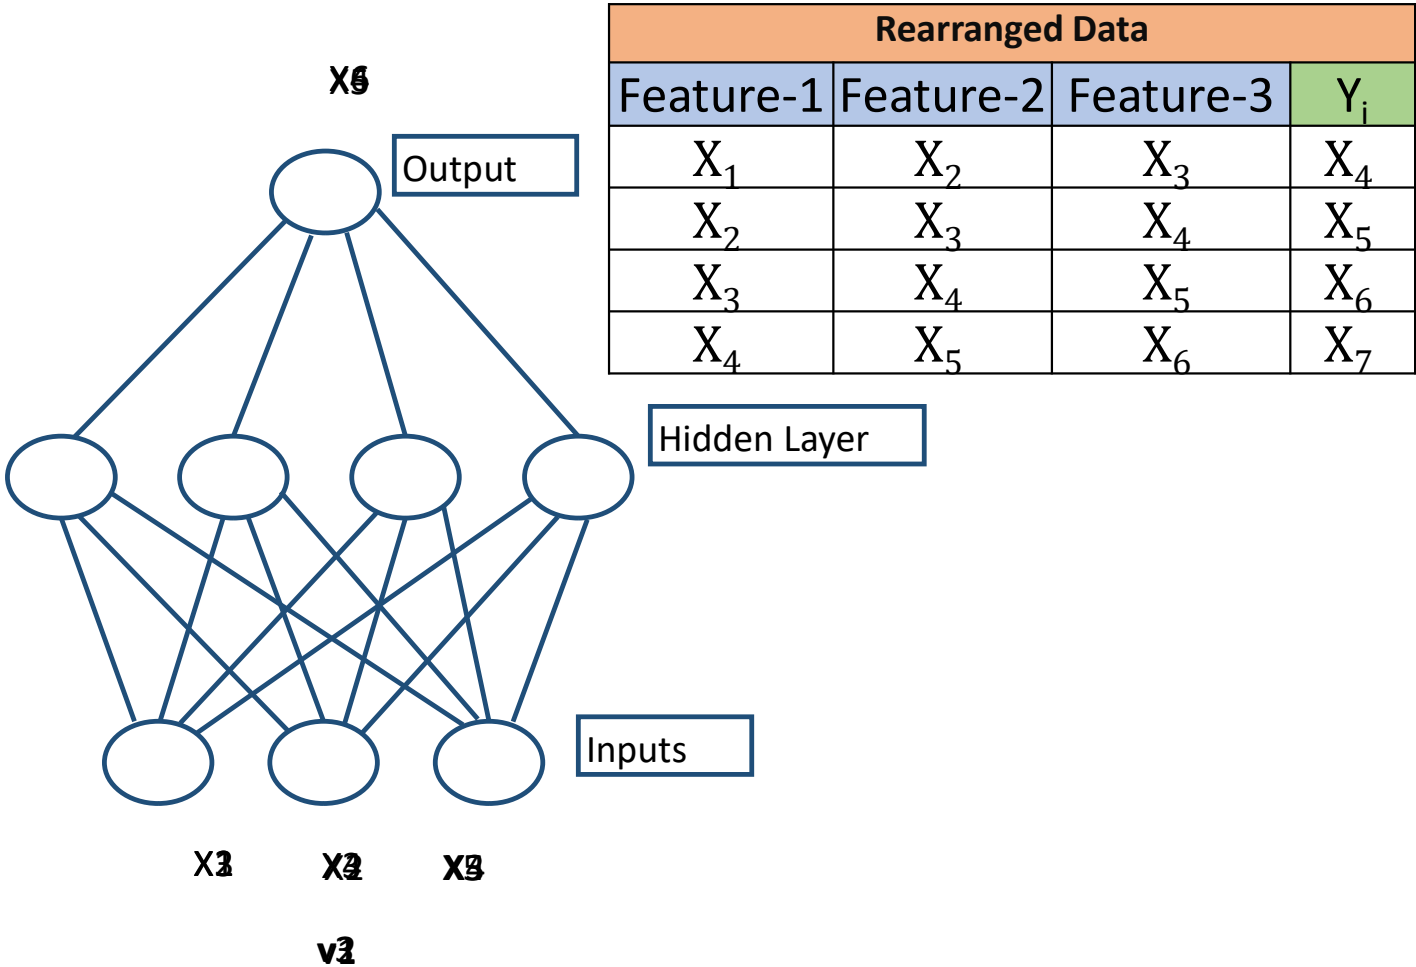 Rearranged Data
Feature-1 Feature-2 Feature-3 Yᵢ
X₁ X₂ X₃ X₄
X₂ X₃ X₄ X₅
X₃ X₄ X₅ X₆
X₄ X₅ X₆ X₇
Output
Hidden Layer
Inputs